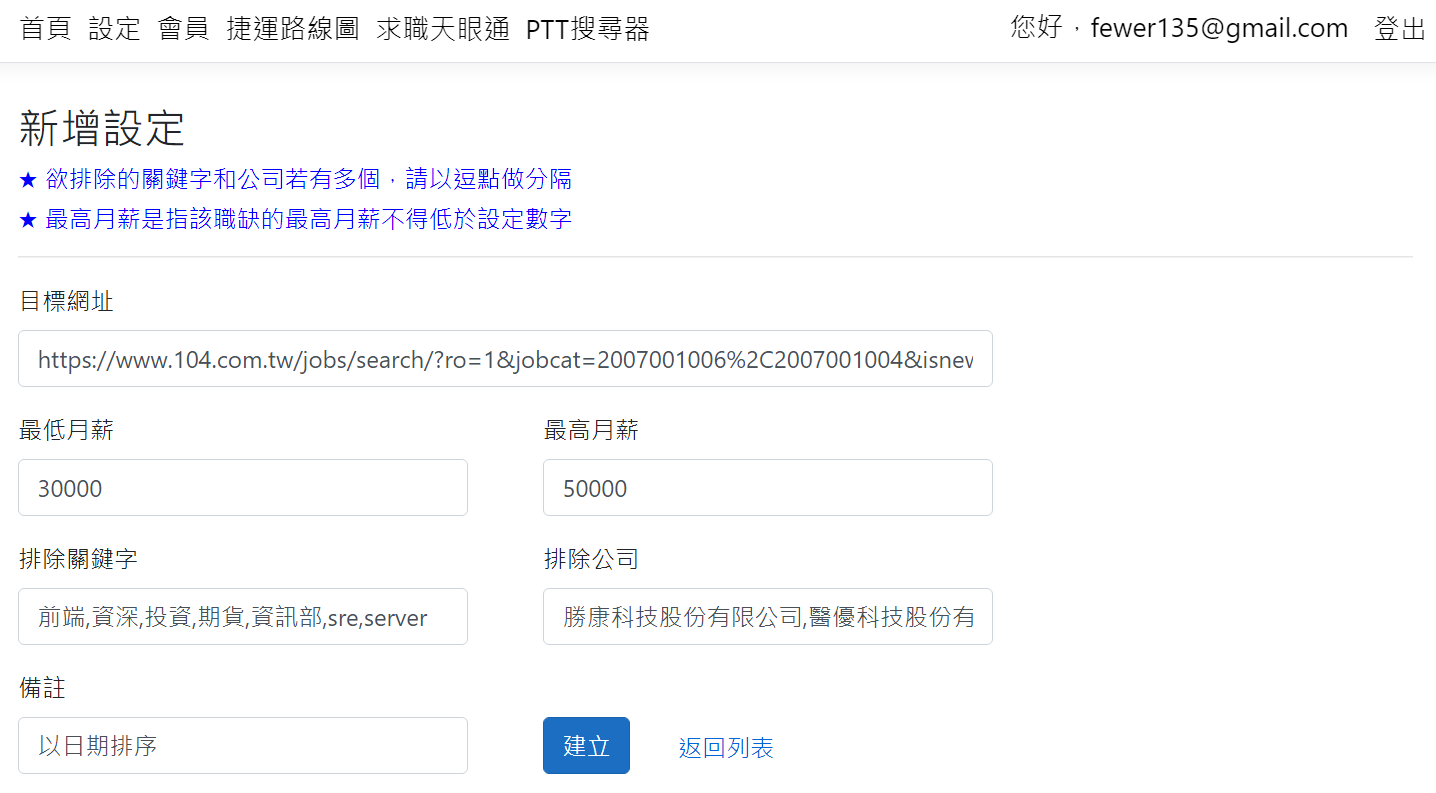 首頁 設定 會員 捷運路線圖 求職天眼通 PTT搜尋器 您好，fewer135@gmail.com 登出
新增設定
★ 欲排除的關鍵字和公司若有多個，請以逗點做分隔
★ 最高月薪是指該職缺的最高月薪不得低於設定數字
目標網址
https://www.104.com.tw/jobs/search/?ro=1&jobcat=2007001006%2C2007001004&isnew
最低月薪 最高月薪
30000 50000
排除關鍵字 排除公司
前端,資深,投資,期貨,資訊部,sre,server 勝康科技股份有限公司,醫優科技股份有
備註
以日期排序 建立 返回列表